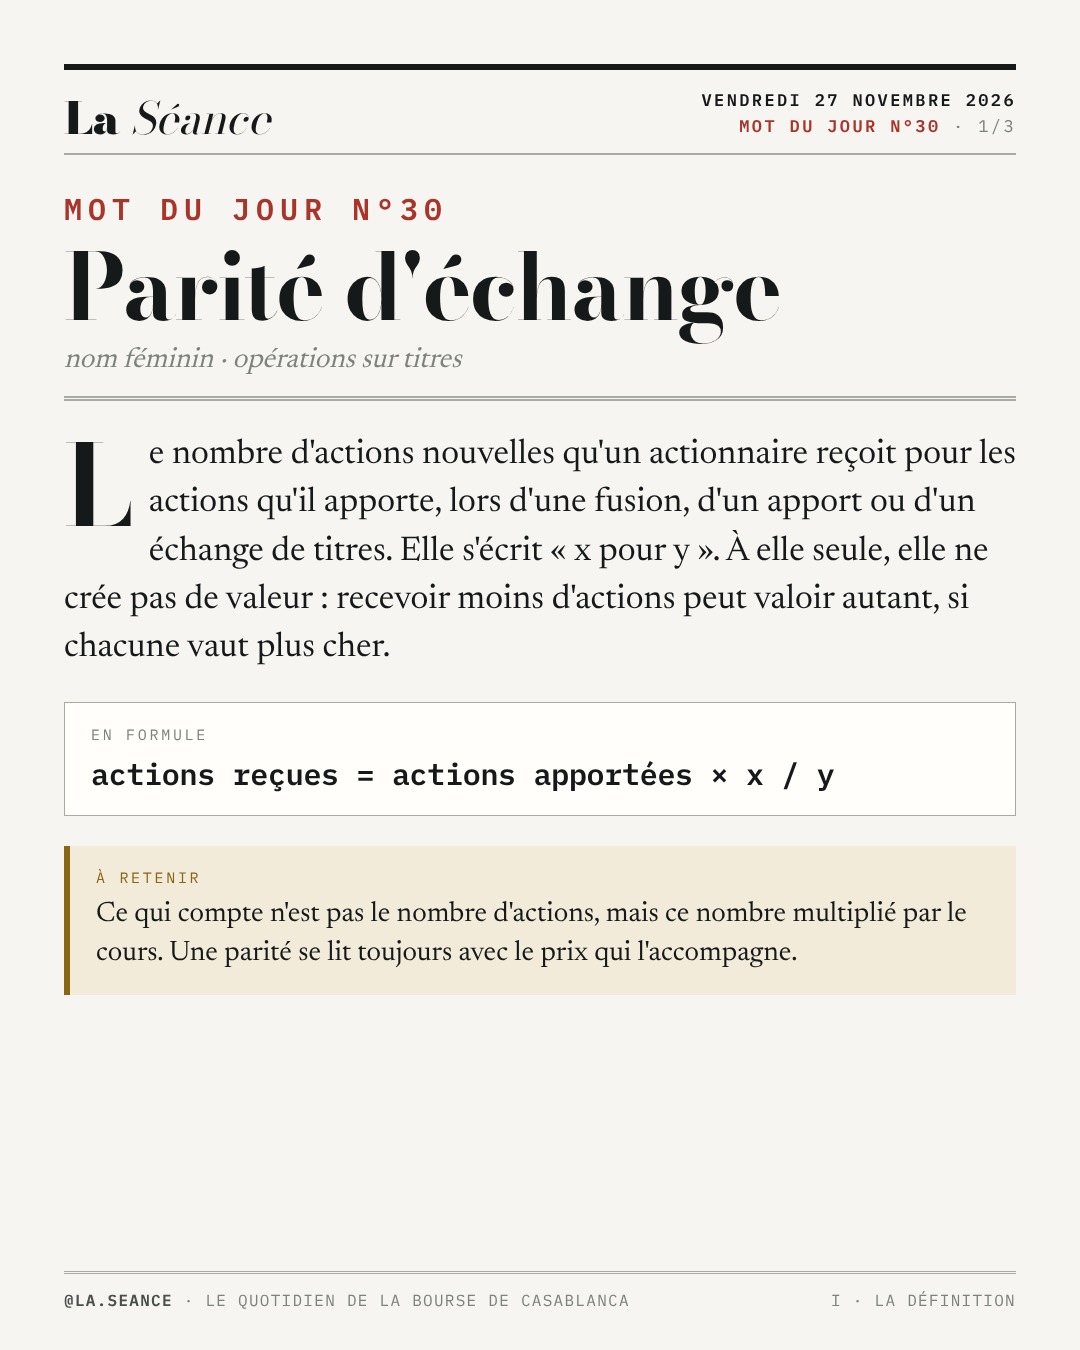 La Séance
VENDREDI 27 NOVEMBRE 2026
MOT DU JOUR N°30 · 1/3
MOT DU JOUR N°30
Parité d'échange
nom féminin · opérations sur titres
Le nombre d'actions nouvelles qu'un actionnaire reçoit pour les
actions qu'il apporte, lors d'une fusion, d'un apport ou d'un
échange de titres. Elle s'écrit « x pour y ». À elle seule, elle ne
crée pas de valeur : recevoir moins d'actions peut valoir autant, si
chacune vaut plus cher.
EN FORMULE
actions reçues = actions apportées × x / y
À RETENIR
Ce qui compte n'est pas le nombre d'actions, mais ce nombre multiplié par le
cours. Une parité se lit toujours avec le prix qui l'accompagne.
@LA.SEANCE · LE QUOTIDIEN DE LA BOURSE DE CASABLANCA
I · LA DÉFINITION